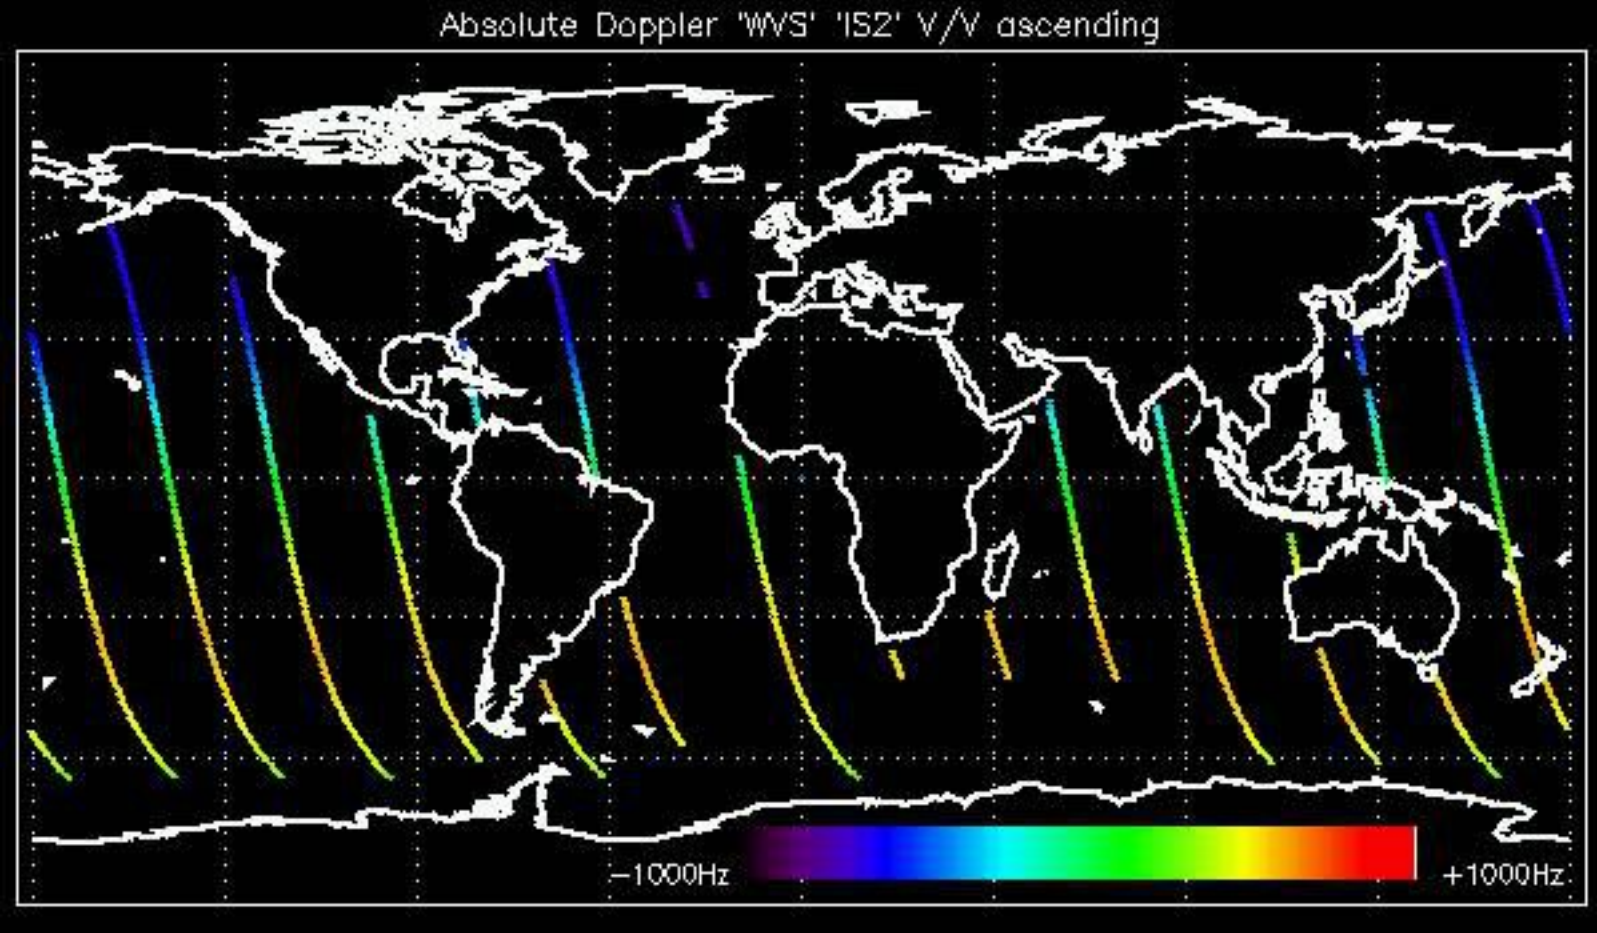 Absolute Doppler 'WVS' 'IS2' V/V ascending
−1000Hz
+1000Hz